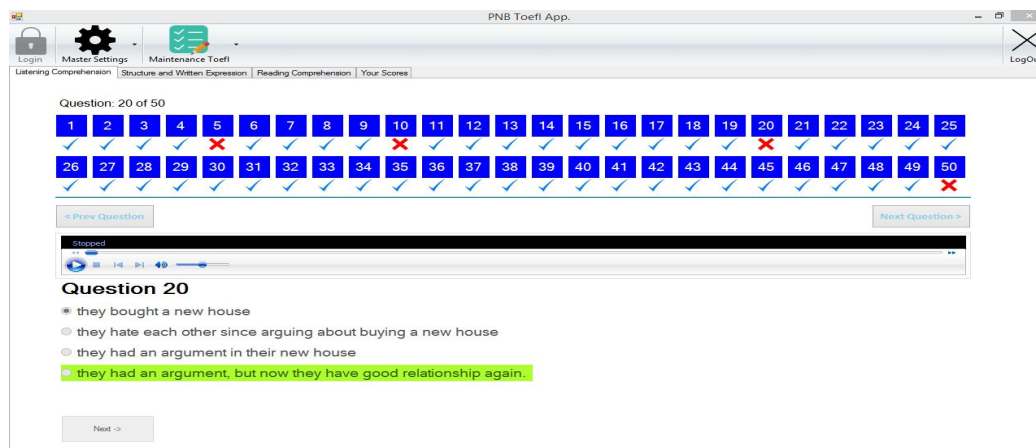 PNB Toefl App.
Login Master Settings Maintenance Toefl LogOu
Listening Comprehension Structure and Written Expression Reading Comprehension Your Scores
Question: 20 of 50
1 2 3 4 5 6 7 8 9 10 11 12 13 14 15 16 17 18 19 20 21 22 23 24 25
26 27 28 29 30 31 32 33 34 35 36 37 38 39 40 41 42 43 44 45 46 47 48 49 50
< Prev Question Next Question >
Stopped
Question 20
they bought a new house
they hate each other since arguing about buying a new house
they had an argument in their new house
they had an argument, but now they have good relationship again.
Next ->